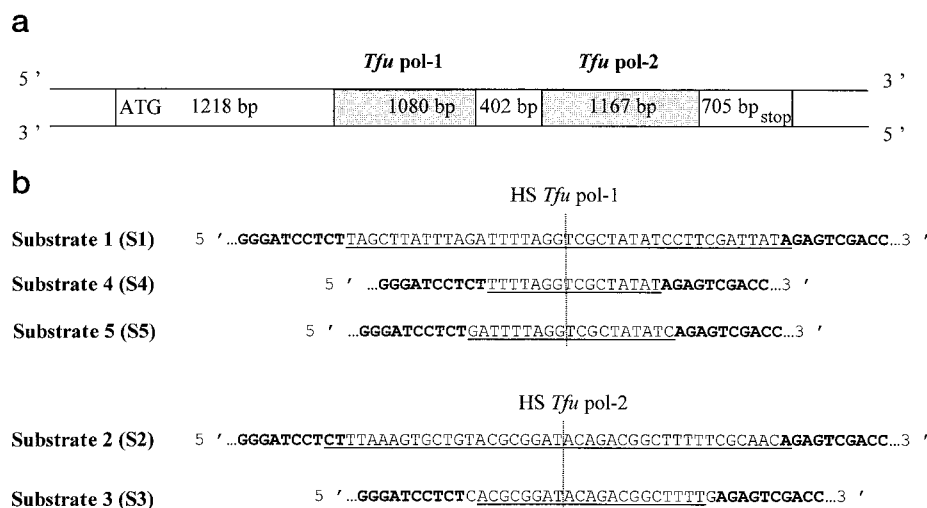 a
Tfu pol-1 Tfu pol-2
5 ' 3 '
ATG 1218 bp 1080 bp 402 bp 1167 bp 705 bp stop
3 ' 5 '
b
HS Tfu pol-1
Substrate 1 (S1) 5 '…GGGATCCTCTTAGCTTATTTAGATTTTAGGTCGCTATATCCTTCGATTATAGAGTCGACC…3 '
Substrate 4 (S4) 5 ' …GGGATCCTCTTTTTAGGTCGCTATATAGAGTCGACC…3 '
Substrate 5 (S5) 5 ' …GGGATCCTCTGATTTTAGGTCGCTATATCAGAGTCGACC…3 '
HS Tfu pol-2
Substrate 2 (S2) 5 '…GGGATCCTCTTTAAAGTGCTGTACGCGGATACAGACGGCTTTTTCGCAACAGAGTCGACC…3 '
Substrate 3 (S3) 5 ' …GGGATCCTCTCACGCGGATACAGACGGCTTTTGAGAGTCGACC…3 '